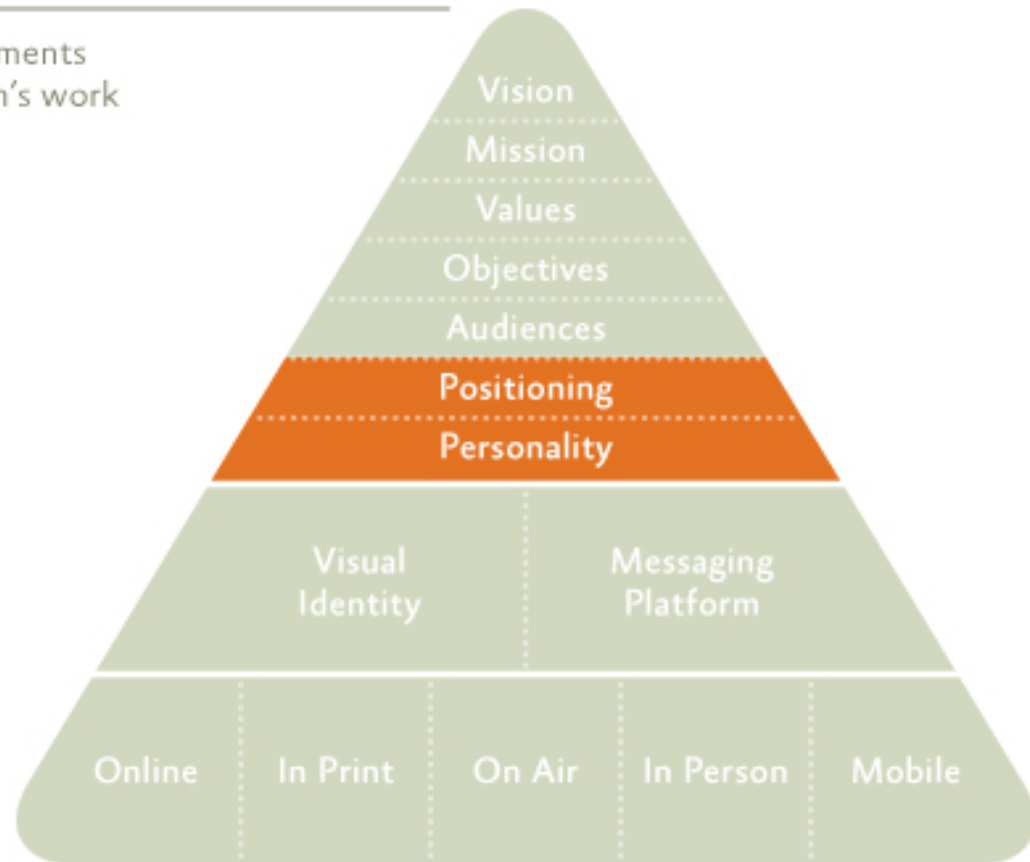 Vision
Mission
Values
Objectives
Audiences
Positioning
Personality
Visual
Identity
Messaging
Platform
Online
In Print
On Air
In Person
Mobile
work